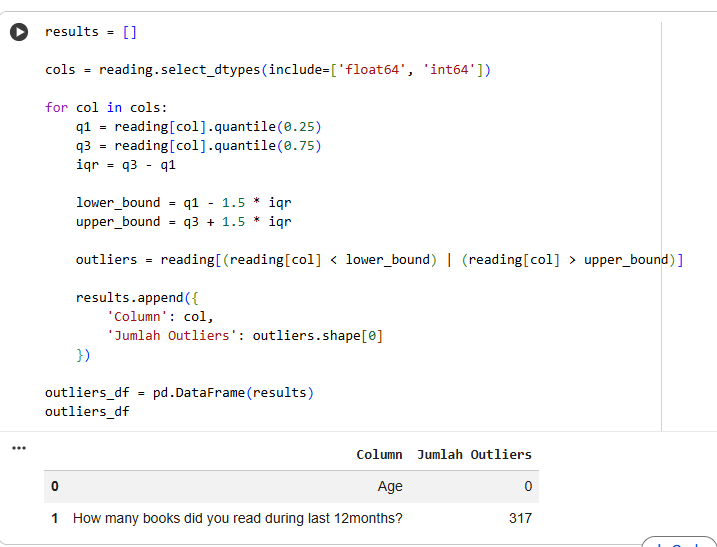 results = []
cols = reading.select_dtypes(include=['float64', 'int64'])
for col in cols:
q1 = reading[col].quantile(0.25)
q3 = reading[col].quantile(0.75)
iqr = q3 - q1
lower_bound = q1 - 1.5 * iqr
upper_bound = q3 + 1.5 * iqr
outliers = reading[(reading[col] < lower_bound) | (reading[col] > upper_bound)]
results.append({
'Column': col,
'Jumlah Outliers': outliers.shape[0]
})
outliers_df = pd.DataFrame(results)
outliers_df
Column Jumlah Outliers
0 Age 0
1 How many books did you read during last 12months? 317